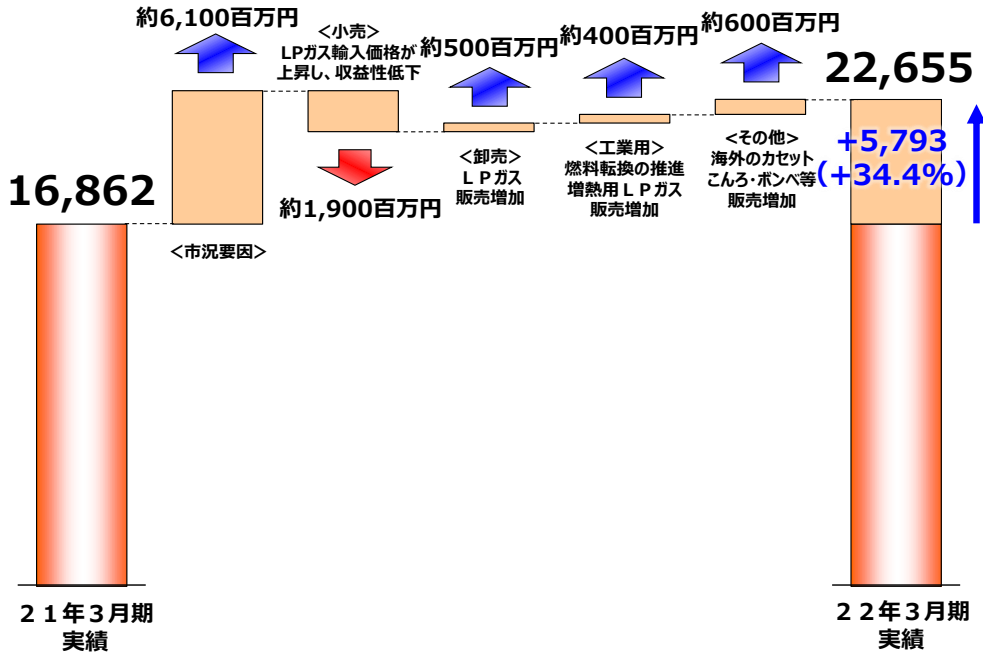 16,862
２１年３月期
実績
約6,100百万円
＜市況要因＞
＜小売＞
LPガス輸入価格が
上昇し、収益性低下
約1,900百万円
約500百万円
＜卸売＞
ＬＰガス
販売増加
約400百万円
＜工業用＞
燃料転換の推進
増熱用ＬＰガス
販売増加
約600百万円
＜その他＞
海外のカセット
こんろ・ボンベ等
販売増加
22,655
+5,793
(+34.4%)
２２年３月期
実績